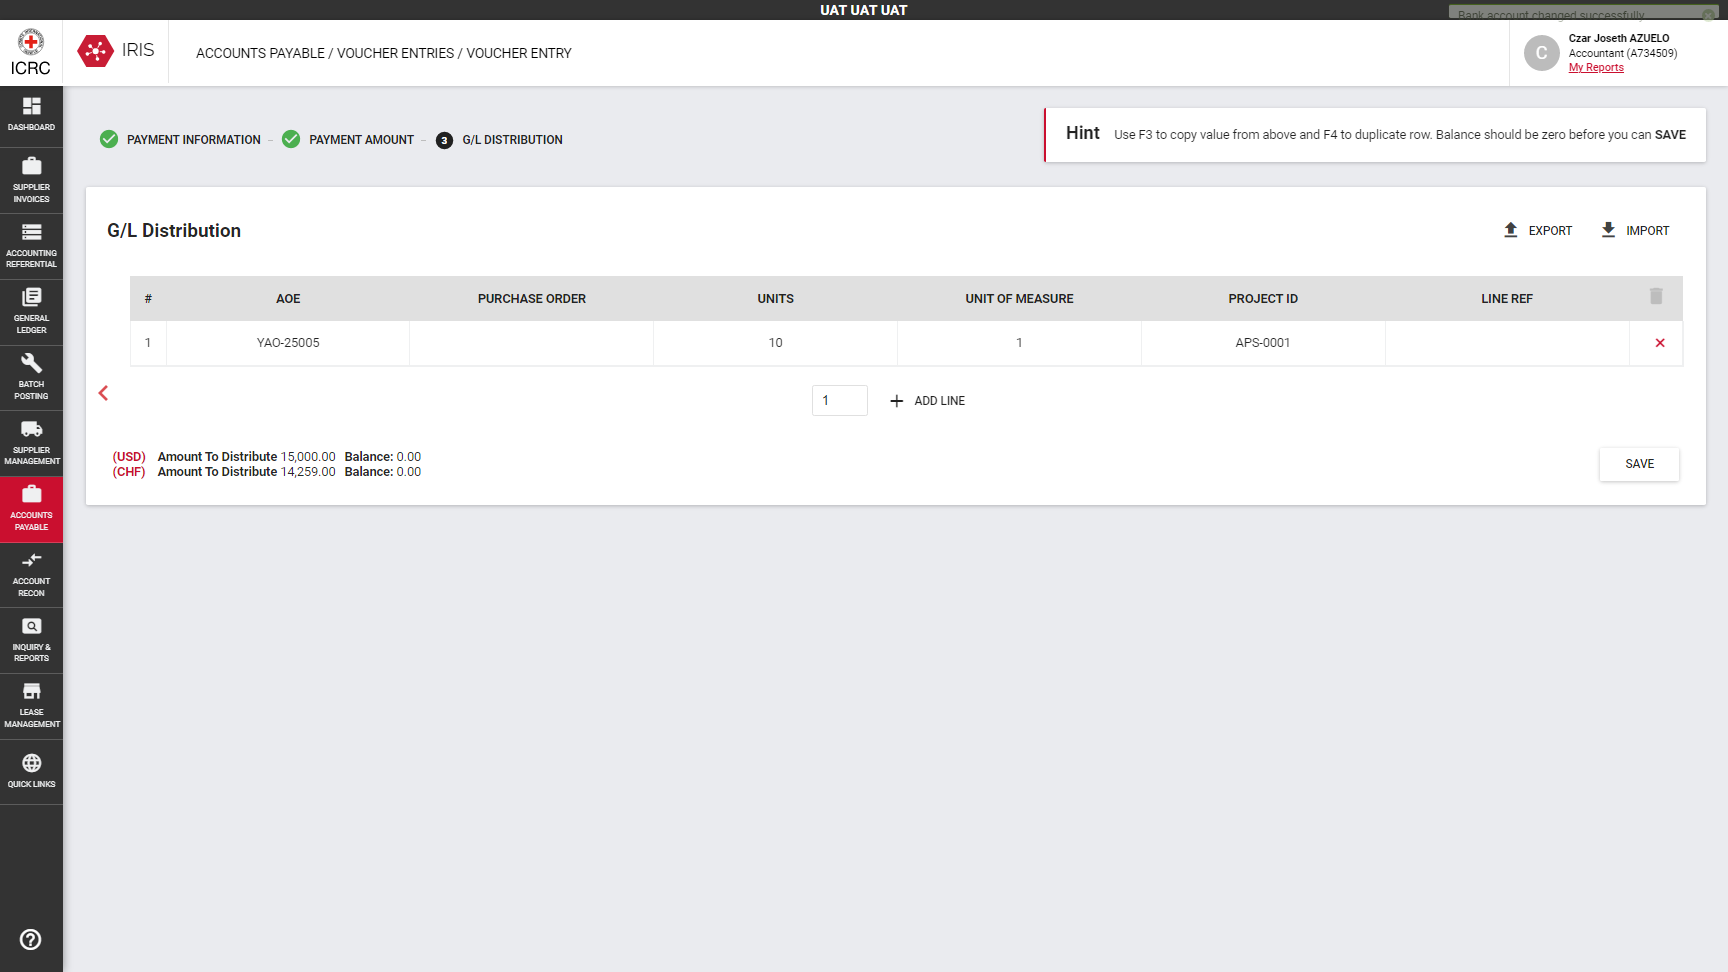 UAT UAT UAT
Bank account changed successfully
ICRC
IRIS
ACCOUNTS PAYABLE / VOUCHER ENTRIES / VOUCHER ENTRY
C
Czar Joseth AZUELO
Accountant (A734509)
My Reports
DASHBOARD
SUPPLIER
INVOICES
ACCOUNTING
REFERENTIAL
GENERAL
LEDGER
BATCH
POSTING
SUPPLIER
MANAGEMENT
ACCOUNTS
PAYABLE
ACCOUNT
RECON
INQUIRY &
REPORTS
LEASE
MANAGEMENT
QUICK LINKS
PAYMENT INFORMATION – PAYMENT AMOUNT – 3 G/L DISTRIBUTION
Hint Use F3 to copy value from above and F4 to duplicate row. Balance should be zero before you can SAVE
G/L Distribution
EXPORT IMPORT
# AOE PURCHASE ORDER UNITS UNIT OF MEASURE PROJECT ID LINE REF
1 YAO-25005 10 1 APS-0001
1 ADD LINE
(USD) Amount To Distribute 15,000.00 Balance: 0.00
(CHF) Amount To Distribute 14,259.00 Balance: 0.00
SAVE